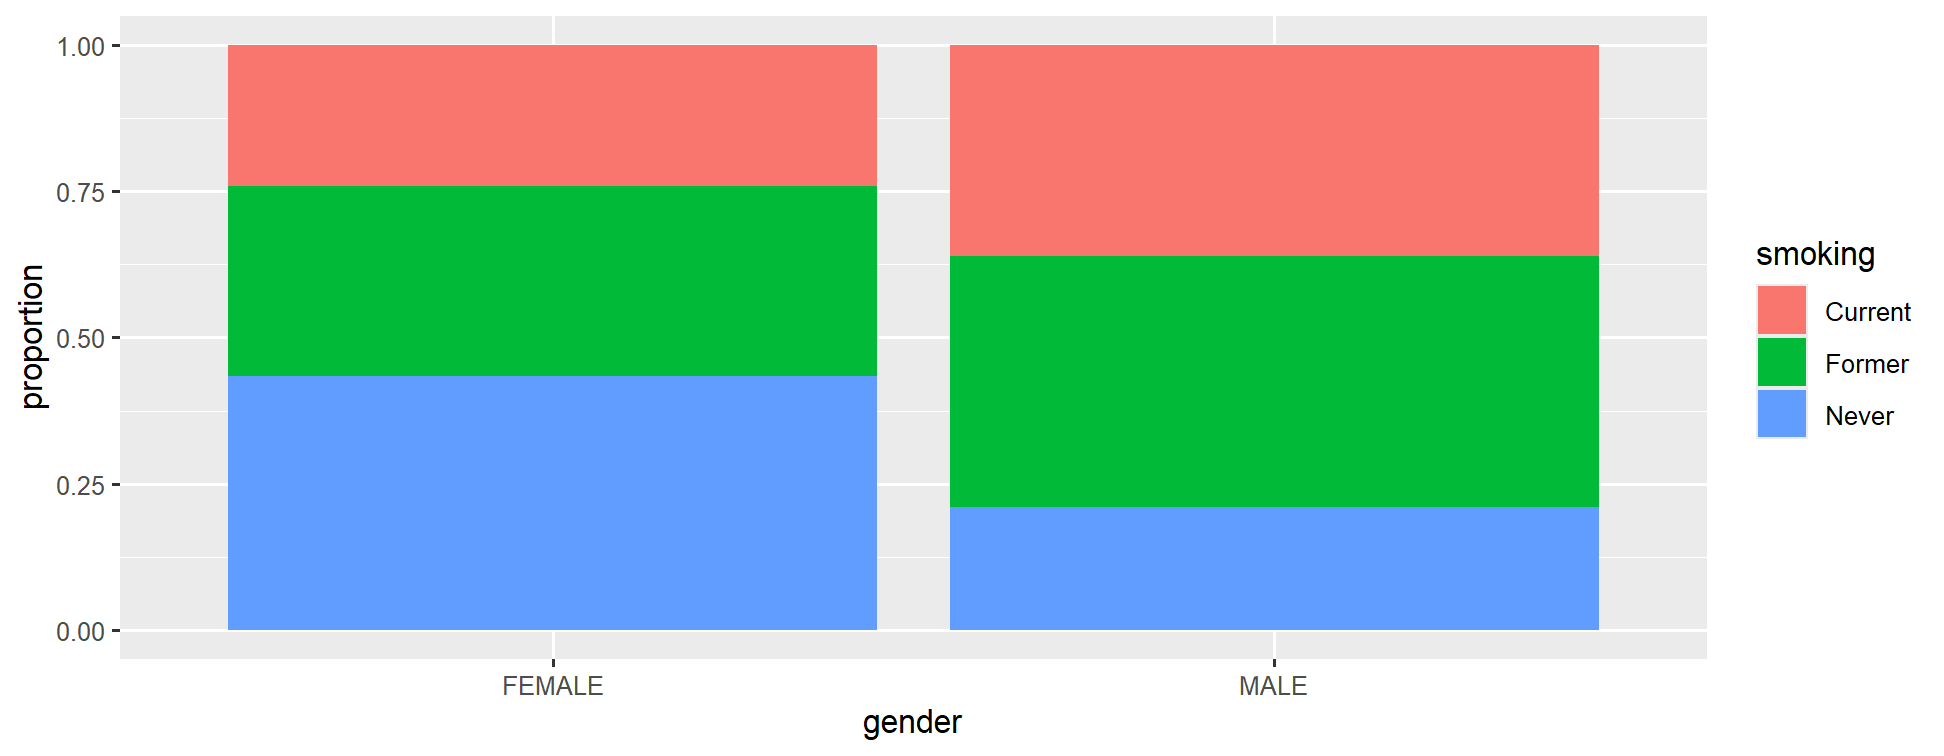 1.00
0.75
0.50
0.25
0.00
proportion
FEMALE
MALE
gender
smoking
Current
Former
Never